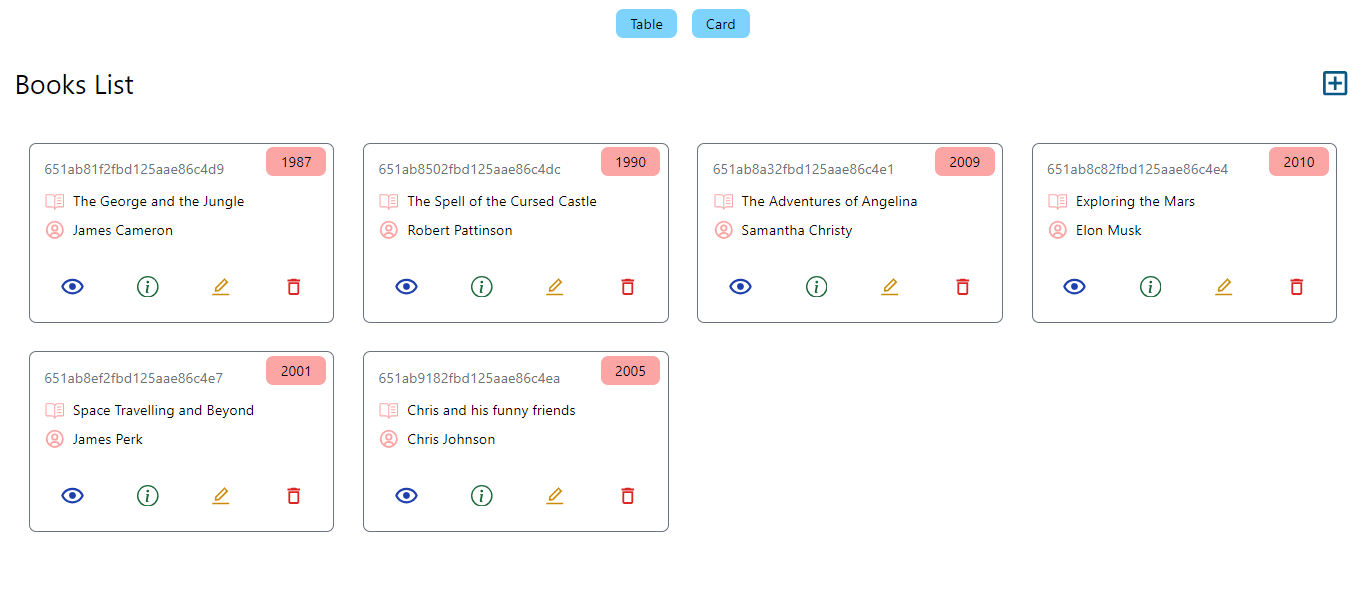 Table
Card
Books List
651ab81f2fbd125aae86c4d9
1987
The George and the Jungle
James Cameron
651ab8502fbd125aae86c4dc
1990
The Spell of the Cursed Castle
Robert Pattinson
651ab8a32fbd125aae86c4e1
2009
The Adventures of Angelina
Samantha Christy
651ab8c82fbd125aae86c4e4
2010
Exploring the Mars
Elon Musk
651ab8ef2fbd125aae86c4e7
2001
Space Travelling and Beyond
James Perk
651ab9182fbd125aae86c4ea
2005
Chris and his funny friends
Chris Johnson